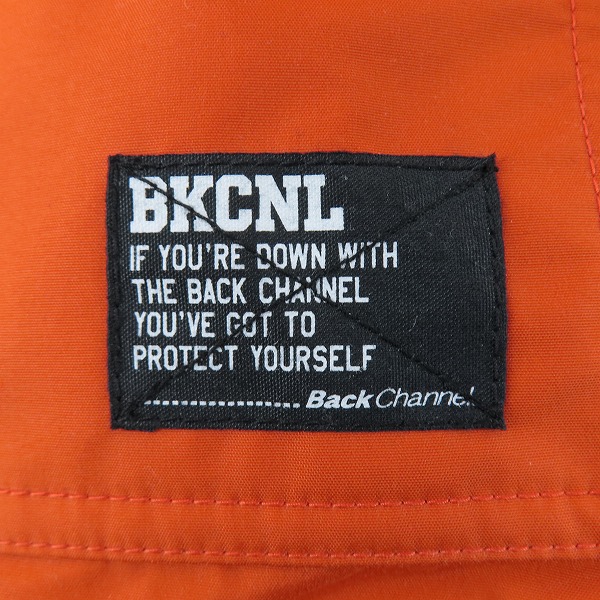 BKCNL
IF YOU'RE DOWN WITH
THE BACK CHANNEL
YOU'VE GOT TO
PROTECT YOURSELF
....................... Back Channel